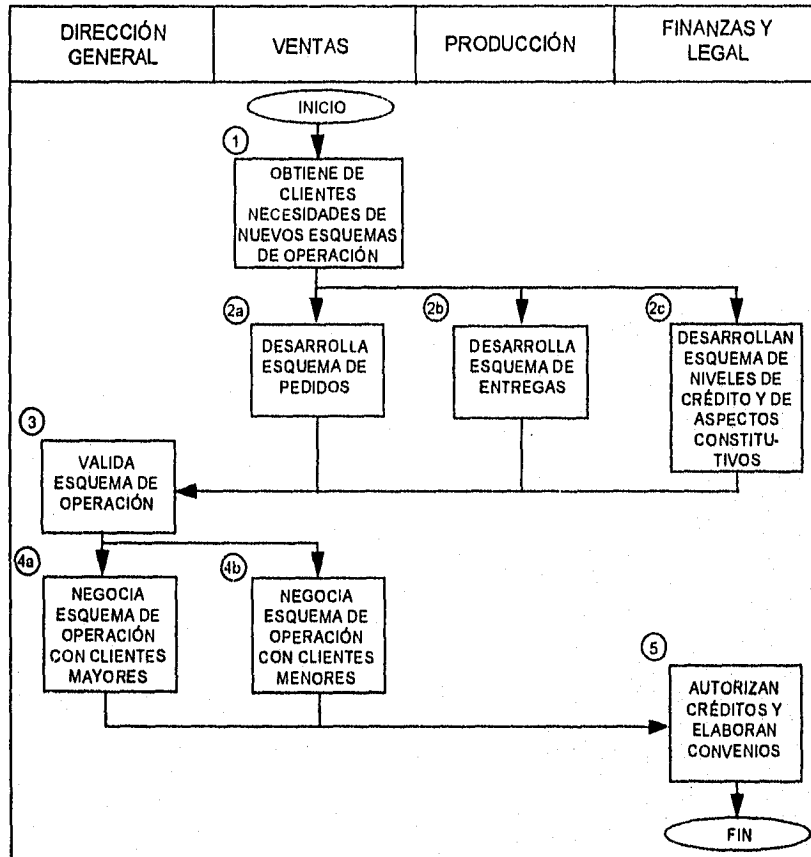 DIRECCIÓN
GENERAL
VENTAS
PRODUCCIÓN
FINANZAS Y
LEGAL
INICIO
1
OBTIENE DE
CLIENTES
NECESIDADES DE
NUEVOS ESQUEMAS
DE OPERACIÓN
2a
DESARROLLA
ESQUEMA DE
PEDIDOS
2b
DESARROLLA
ESQUEMA DE
ENTREGAS
2c
DESARROLLAN
ESQUEMA DE
NIVELES DE
CRÉDITO Y DE
ASPECTOS
CONSTITU-
TIVOS
3
VALIDA
ESQUEMA DE
OPERACIÓN
4a
NEGOCIA
ESQUEMA DE
OPERACIÓN
CON CLIENTES
MAYORES
4b
NEGOCIA
ESQUEMA DE
OPERACIÓN
CON CLIENTES
MENORES
5
AUTORIZAN
CRÉDITOS Y
ELABORAN
CONVENIOS
FIN